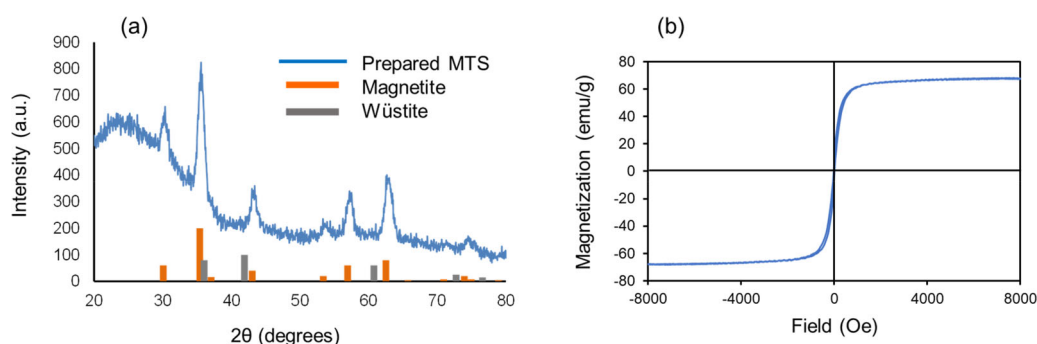 (a)
900
800
700
600
500
400
300
200
100
0
Intensity (a.u.)
Prepared MTS
Magnetite
Wüstite
20 30 40 50 60 70 80
2θ (degrees)
(b)
80
60
40
20
0
-20
-40
-60
-80
Magnetization (emu/g)
-8000 -4000 0 4000 8000
Field (Oe)